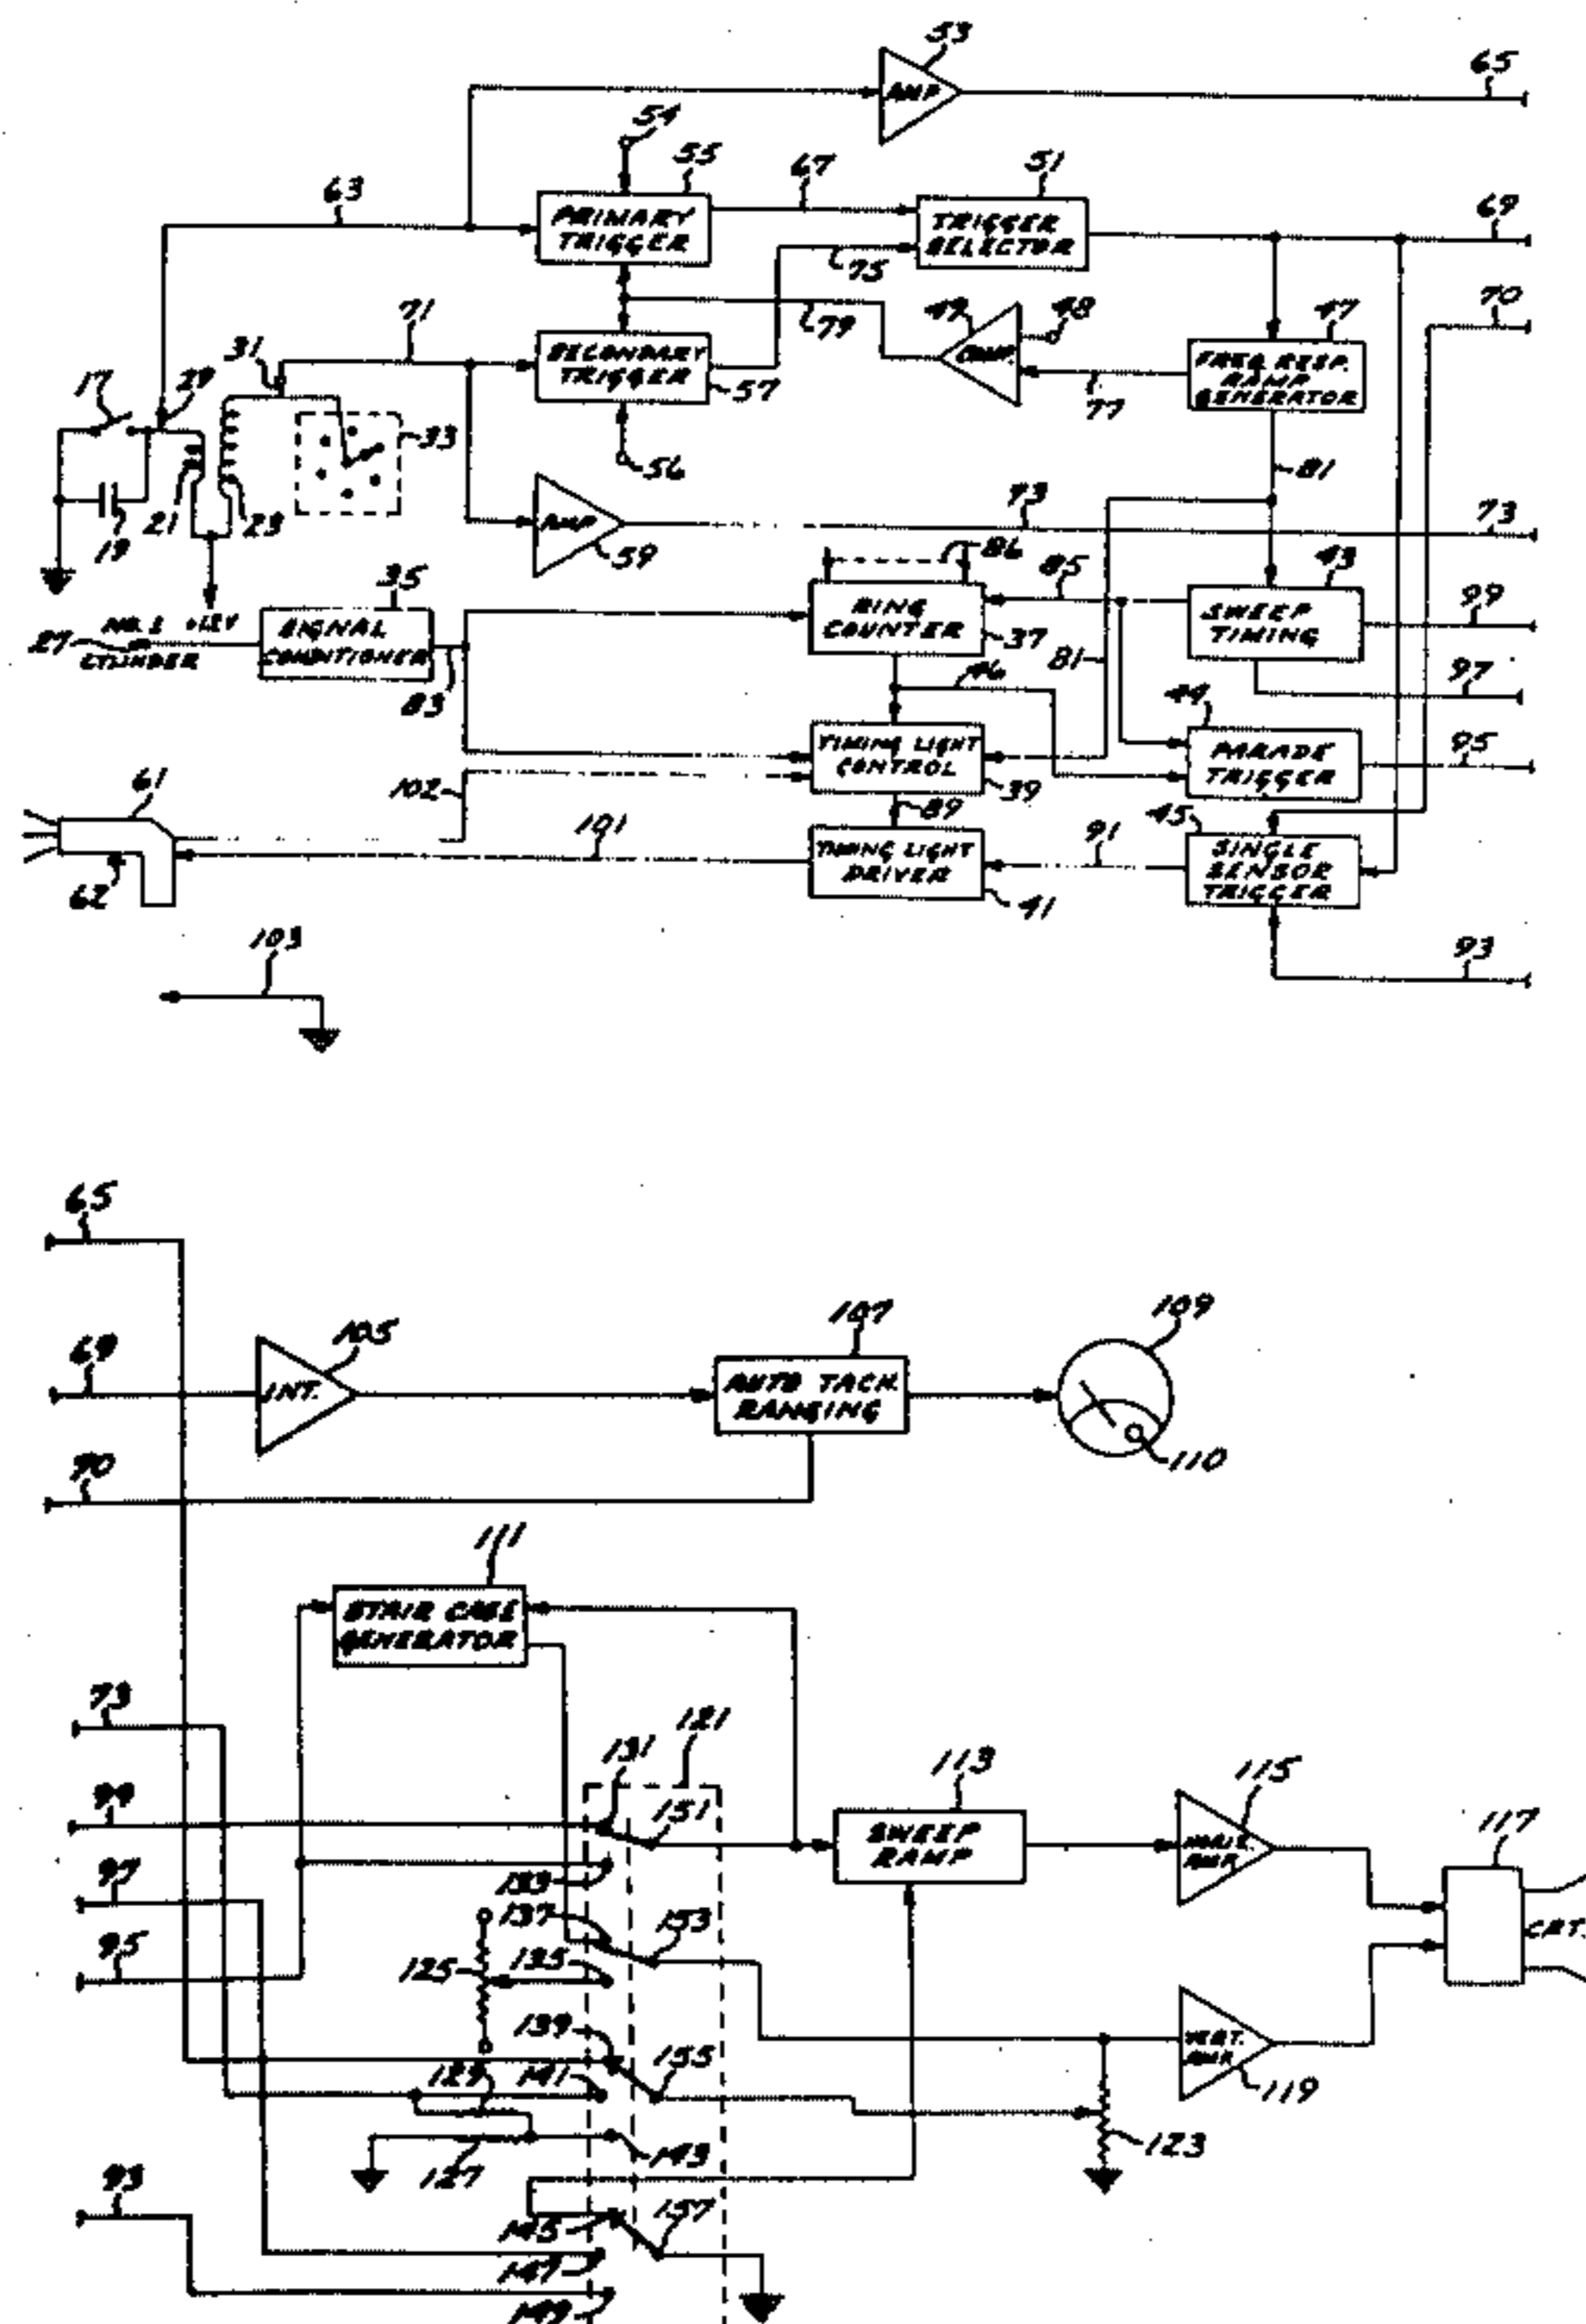 53
65
54
55
67
51
63
69
AMP
PRIMARY
TRIGGER
TRIGGER
SELECTOR
75
70
71
79
49
48
47
31
SECONDARY
TRIGGER
57
COMP.
77
FREQ. RESP.
RAMP
GENERATOR
17
29
33
56
81
21
23
19
AMP
59
73
73
86
85
43
99
35
NO. 1
+12V
27
CYLINDER
SIGNAL
CONDITIONER
83
RING
COUNTER
37
81
SWEEP
TIMING
46
97
44
TIMING LIGHT
CONTROL
39
PARADE
TRIGGER
95
61
102
89
45
101
91
62
TIMING LIGHT
DRIVER
41
SINGLE
SENSOR
TRIGGER
103
93
65
69
105
107
109
INT.
AUTO TACH.
RANGING
110
70
111
STAIR CASE
GENERATOR
73
121
131
151
113
115
99
SWEEP
RAMP
HORIZ.
AMP.
117
133
97
137
153
CRT.
95
125
135
139
155
VERT.
AMP.
119
129
141
143
127
123
93
145
157
147
149